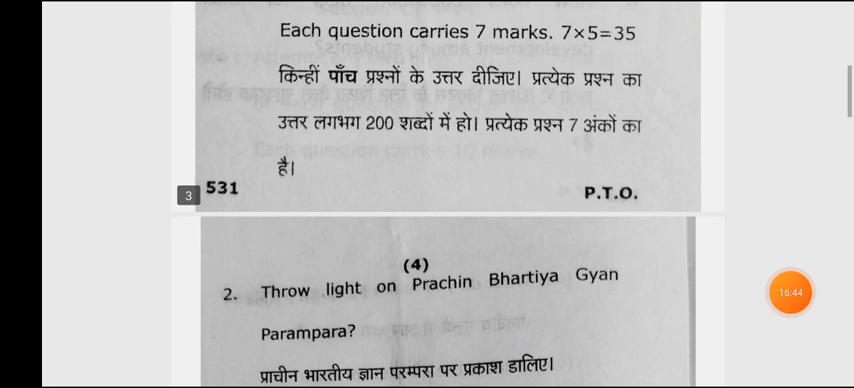 Each question carries 7 marks. 7×5=35
किन्हीं पाँच प्रश्नों के उत्तर दीजिए। प्रत्येक प्रश्न का
उत्तर लगभग 200 शब्दों में हो। प्रत्येक प्रश्न 7 अंकों का
है।
3
531
P.T.O.
(4)
2. Throw light on Prachin Bhartiya Gyan
Parampara?
प्राचीन भारतीय ज्ञान परम्परा पर प्रकाश डालिए।
16:44